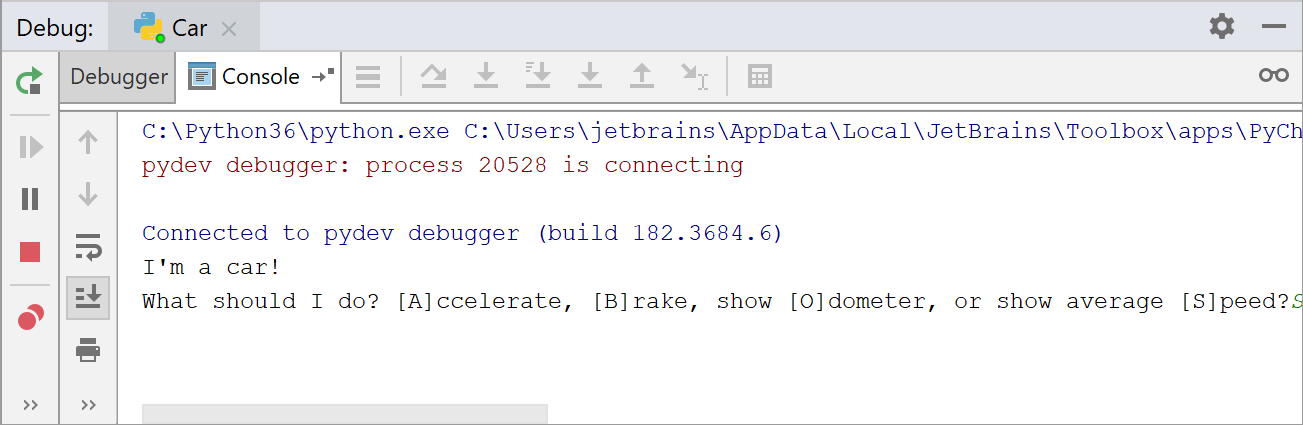 Debug: Car
Debugger Console
C:\Python36\python.exe C:\Users\jetbrains\AppData\Local\JetBrains\Toolbox\apps\PyCh
pydev debugger: process 20528 is connecting
Connected to pydev debugger (build 182.3684.6)
I'm a car!
What should I do? [A]ccelerate, [B]rake, show [O]dometer, or show average [S]peed?S